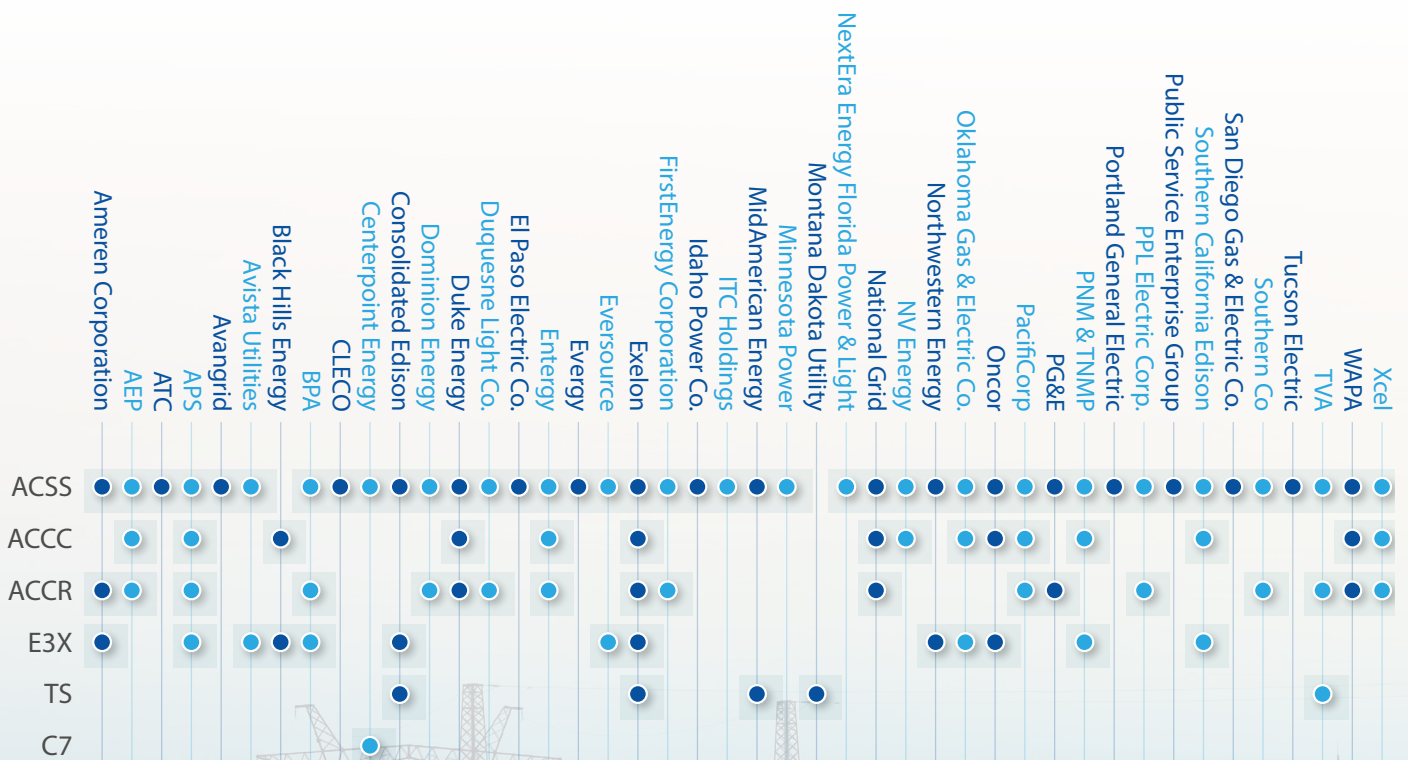 Ameren Corporation
AEP
ATC
APS
Avangrid
Avista Utilities
Black Hills Energy
BPA
CLECO
Centerpoint Energy
Consolidated Edison
Dominion Energy
Duke Energy
Duquesne Light Co.
El Paso Electric Co.
Entergy
Evergy
Eversource
Exelon
FirstEnergy Corporation
Idaho Power Co.
ITC Holdings
MidAmerican Energy
Minnesota Power
Montana Dakota Utility
NextEra Energy Florida Power & Light
National Grid
NV Energy
Northwestern Energy
Oklahoma Gas & Electric Co.
Oncor
PacifiCorp
PG&E
PNM & TNMP
Portland General Electric
PPL Electric Corp.
Public Service Enterprise Group
Southern California Edison
San Diego Gas & Electric Co.
Southern Co
Tucson Electric
TVA
WAPA
Xcel
ACSS
ACCC
ACCR
E3X
TS
C7